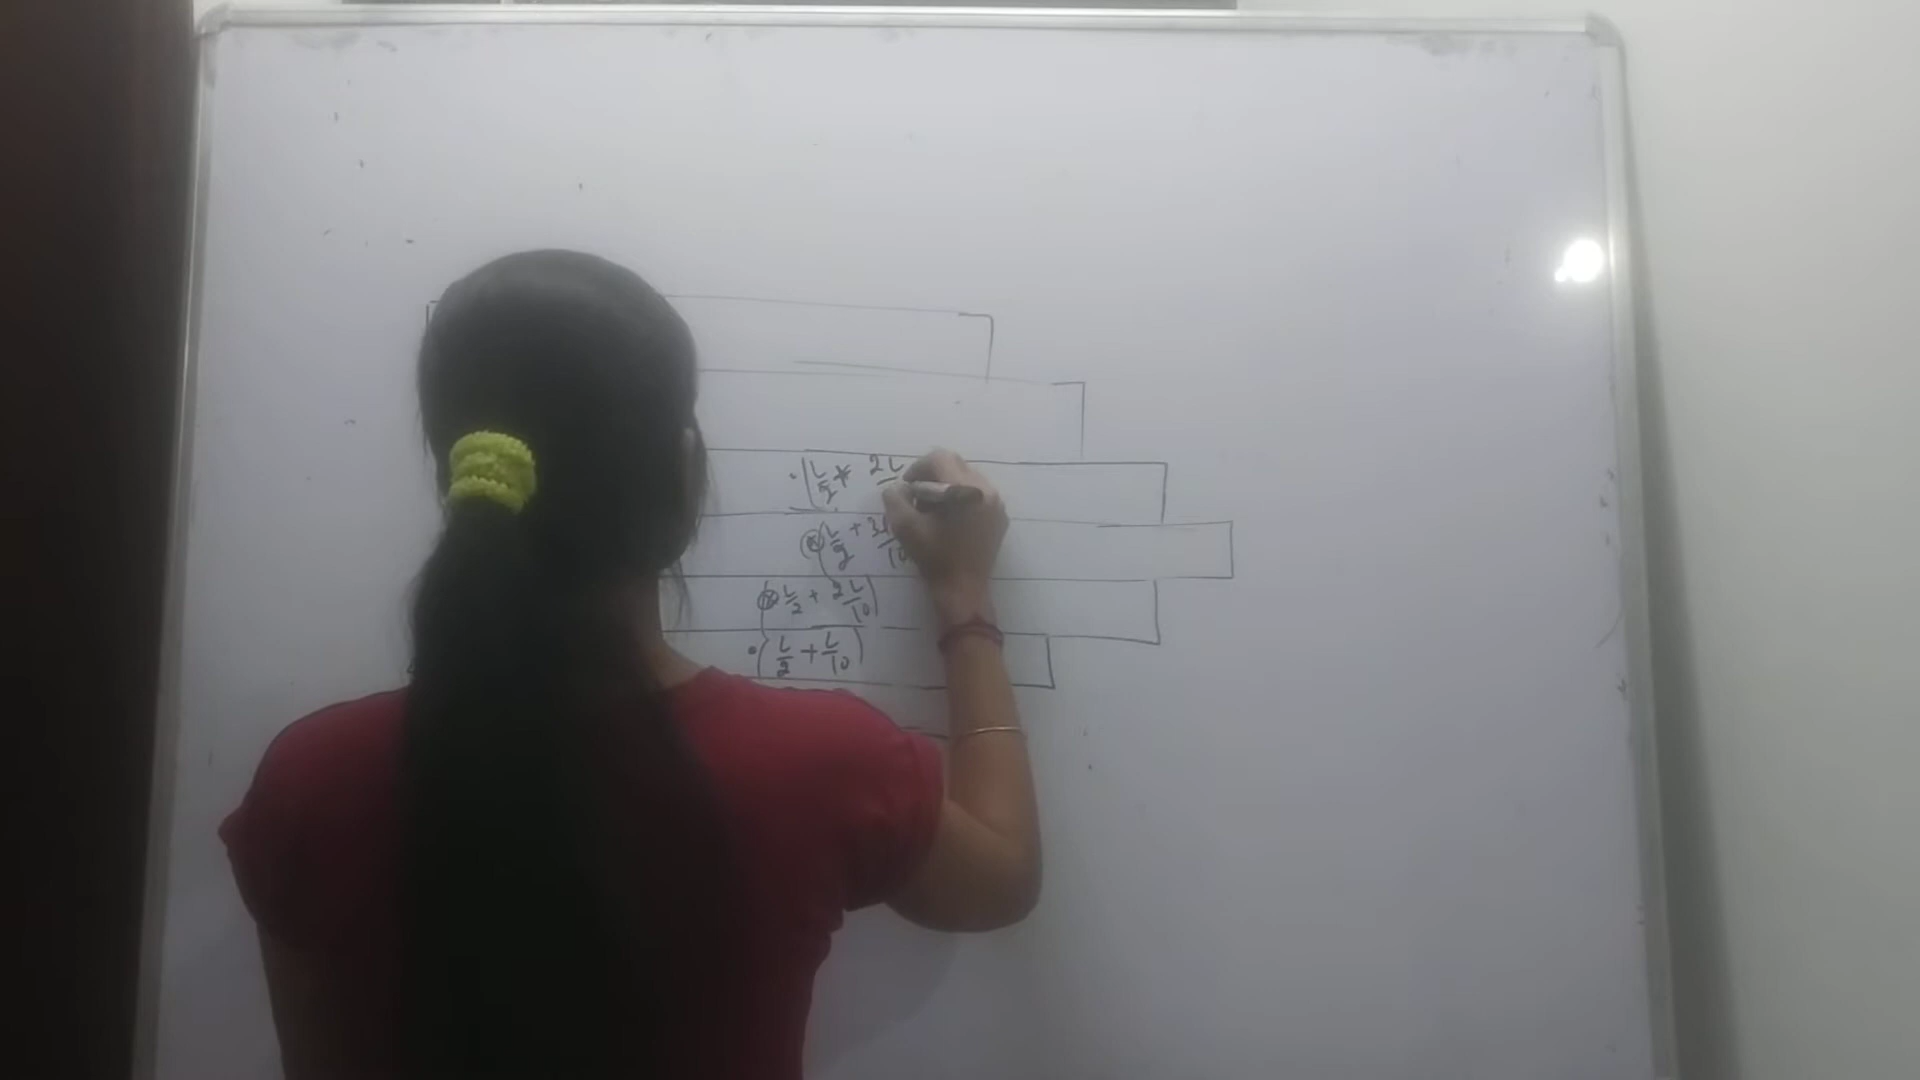 (L/2 * 2L
(L/2 + 3L/10
(L/2 + 2L/10)
(L/2 + L/10)